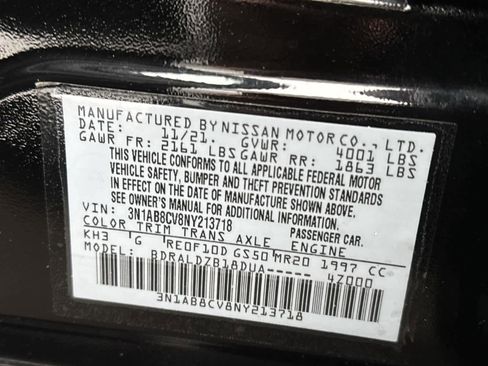 MANUFACTURED BY NISSAN MOTOR CO., LTD.
DATE: 11/21. GVWR: 4001 LBS
GAWR FR: 2161 LBS GAWR RR: 1863 LBS
THIS VEHICLE CONFORMS TO ALL APPLICABLE FEDERAL MOTOR
VEHICLE SAFETY, BUMPER AND THEFT PREVENTION STANDARDS
IN EFFECT ON THE DATE OF MANUFACTURE SHOWN ABOVE.
SEE OWNER'S MANUAL FOR ADDITIONAL INFORMATION
VIN: 3N1AB8CV8NY213718 PASSENGER CAR.
COLOR TRIM TRANS AXLE ENGINE
KH3 G RE0F10D GS50 MR20 1997 CC
MODEL: BDRALDZB18DUA----- 4Z000
3N1AB8CV8NY213718